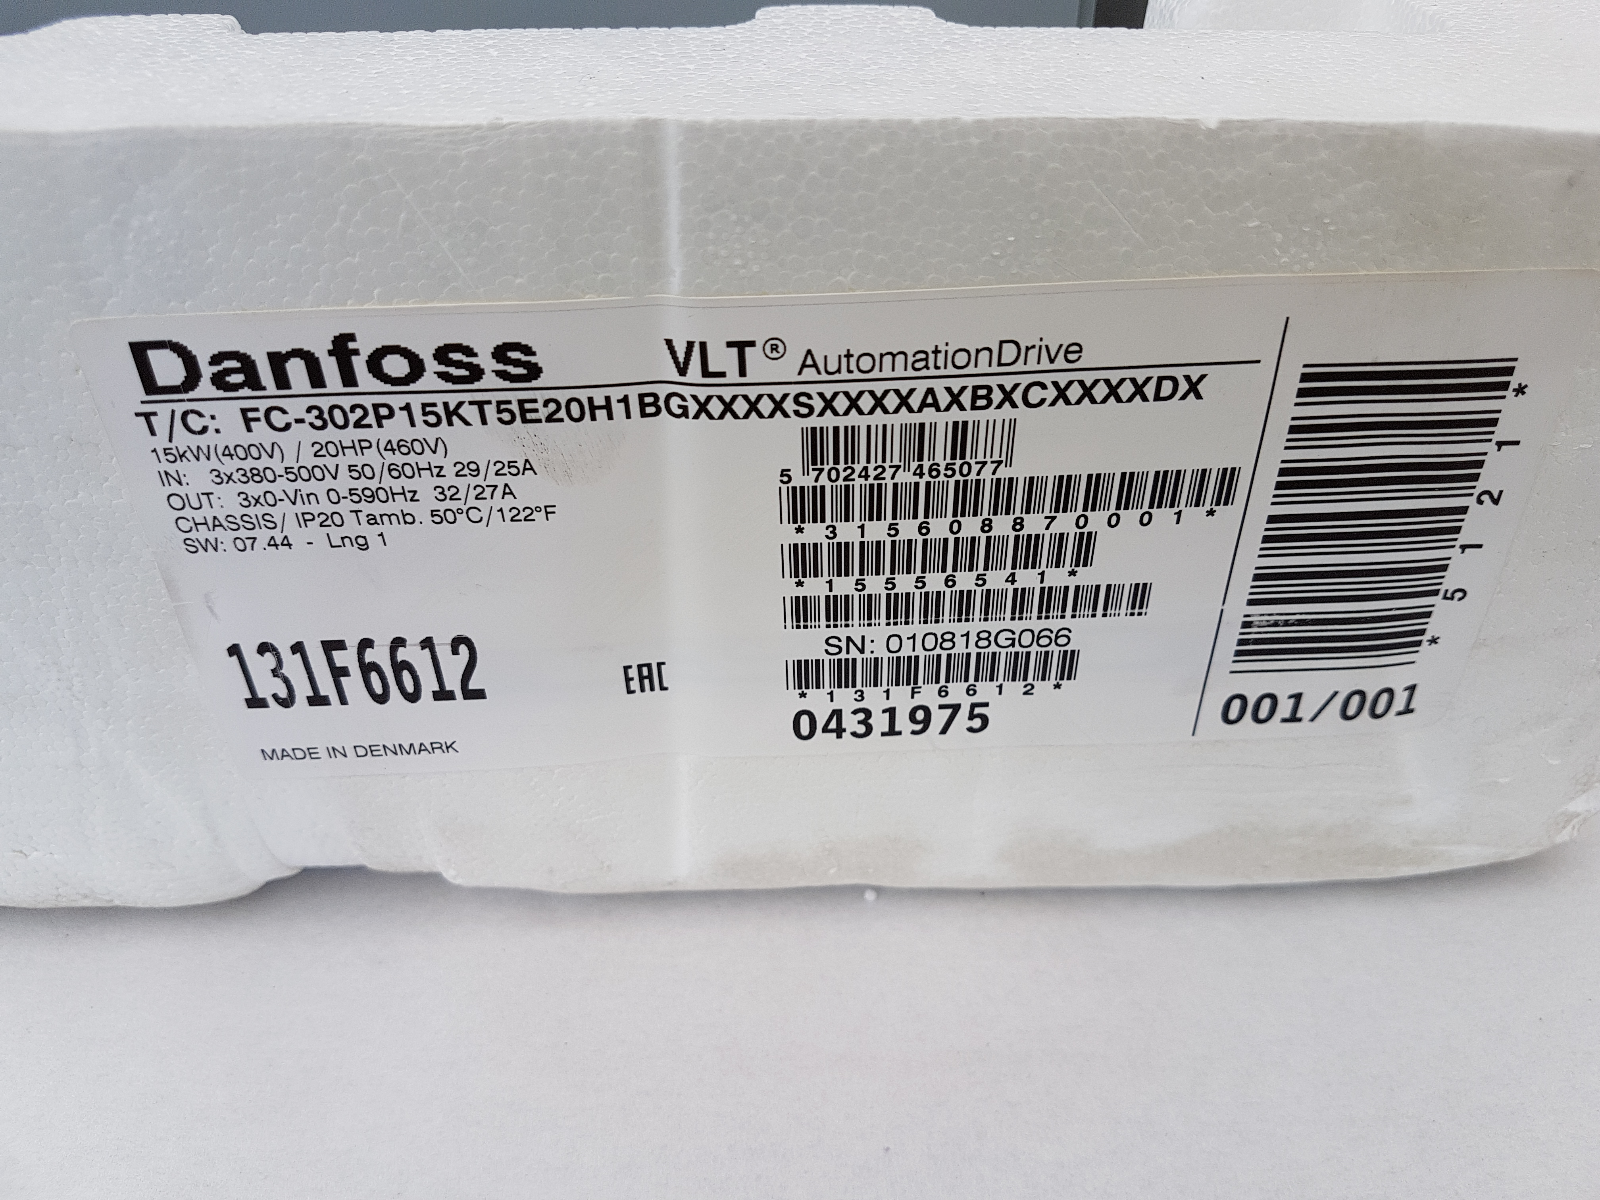 Danfoss
VLT® AutomationDrive
T/C: FC-302P15KT5E20H1BGXXXXSXXXXAXBXCXXXXDX
15kW(400V) / 20HP(460V)
IN: 3x380-500V 50/60Hz 29/25A
OUT: 3x0-Vin 0-590Hz 32/27A
CHASSIS/ IP20 Tamb. 50°C/122°F
SW: 07.44 - Lng 1
131F6612
MADE IN DENMARK
EAC
5 702427 465077
*315608870001*
*15556541*
SN: 010818G066
*131F6612*
0431975
*5121*
001/001